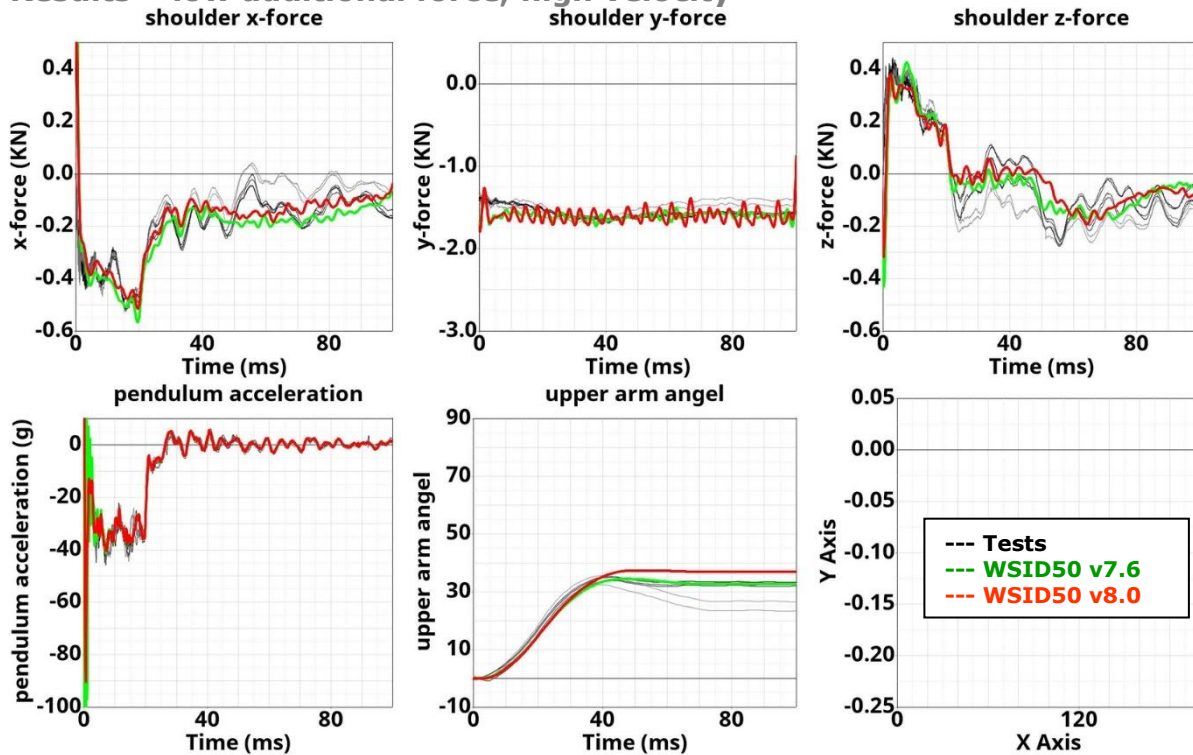 Results – low additional force, high velocity
shoulder x-force
shoulder y-force
shoulder z-force
x-force (KN)
0.4
0.2
0.0
-0.2
-0.4
-0.6
0
40
80
Time (ms)
y-force (KN)
0.0
-1.0
-2.0
-3.0
0
40
80
Time (ms)
z-force (KN)
0.4
0.2
0.0
-0.2
-0.4
-0.6
0
40
80
Time (ms)
pendulum acceleration
upper arm angel
pendulum acceleration (g)
0
-20
-40
-60
-80
-100
0
40
80
Time (ms)
upper arm angel
90
70
50
30
10
-10
0
40
80
Time (ms)
Y Axis
0.05
0.00
-0.05
-0.10
-0.15
-0.20
-0.25
0
120
X Axis
--- Tests
--- WSID50 v7.6
--- WSID50 v8.0